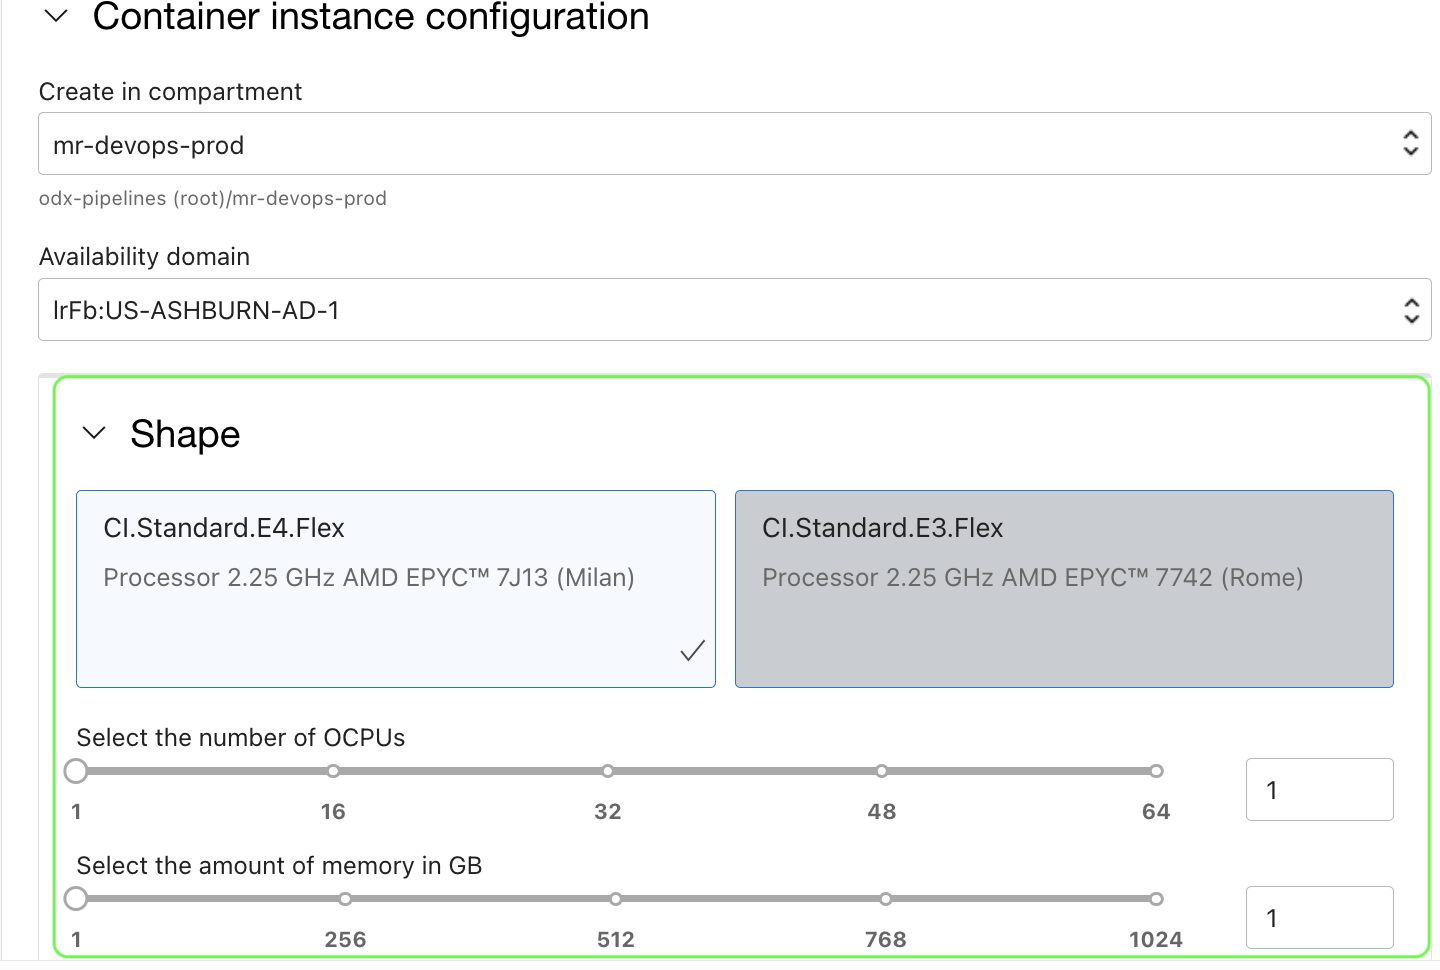 Container instance configuration
Create in compartment
mr-devops-prod
odx-pipelines (root)/mr-devops-prod
Availability domain
lrFb:US-ASHBURN-AD-1
Shape
CI.Standard.E4.Flex
Processor 2.25 GHz AMD EPYC™ 7J13 (Milan)
CI.Standard.E3.Flex
Processor 2.25 GHz AMD EPYC™ 7742 (Rome)
Select the number of OCPUs
1 16 32 48 64
1
Select the amount of memory in GB
1 256 512 768 1024
1